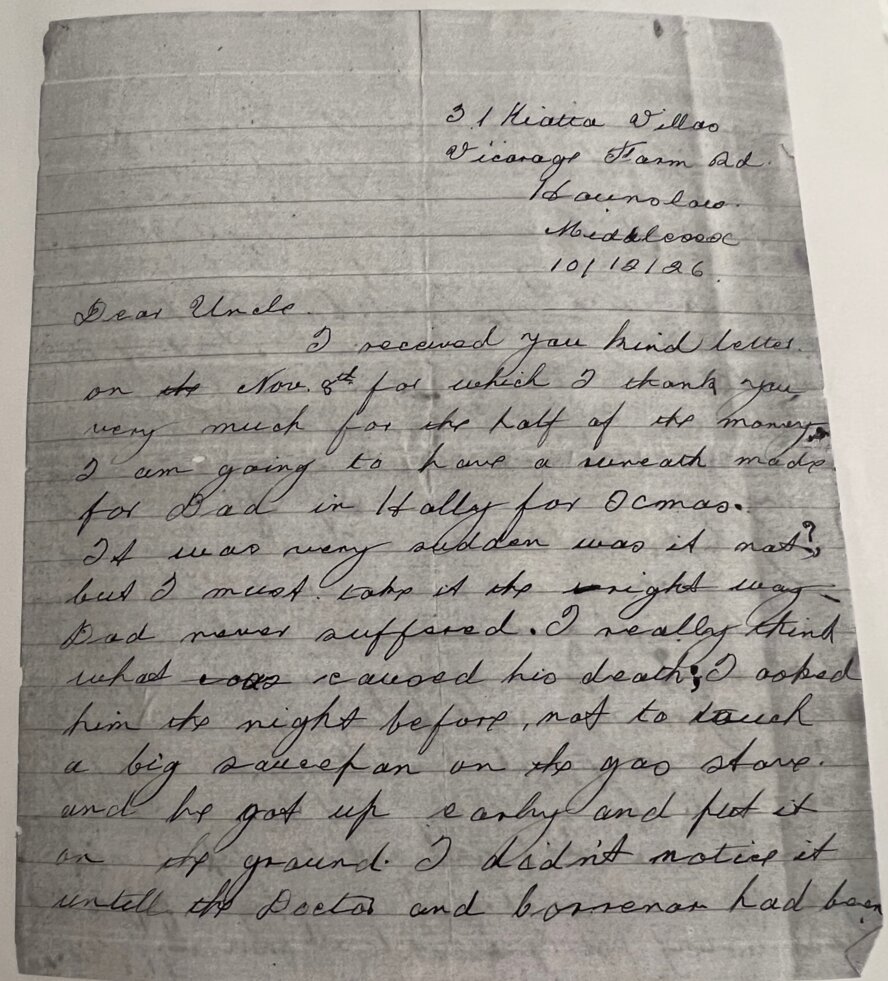 31 Kiatta Villas
Vicarage Farm Rd.
Hounslow.
Middlesex
10/12/26.
Dear Uncle.
I received you kind letter.
on the Nov. 8th for which I thank you
very much for the half of the money,
I am going to have a wreath made
for Dad in Holly for Xmas.
It was very sudden was it not?,
but I must take it the right way
Dad never suffered. I really think
what was caused his death; I asked
him the night before, not to touch
a big saucepan on the gas stove.
and he got up early and put it
on the ground. I didn't notice it
untill the Doctor and Correnar had been